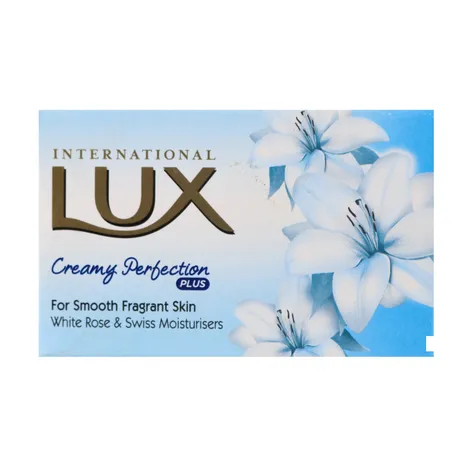 INTERNATIONAL
LUX
Creamy Perfection
PLUS
For Smooth Fragrant Skin
White Rose & Swiss Moisturisers